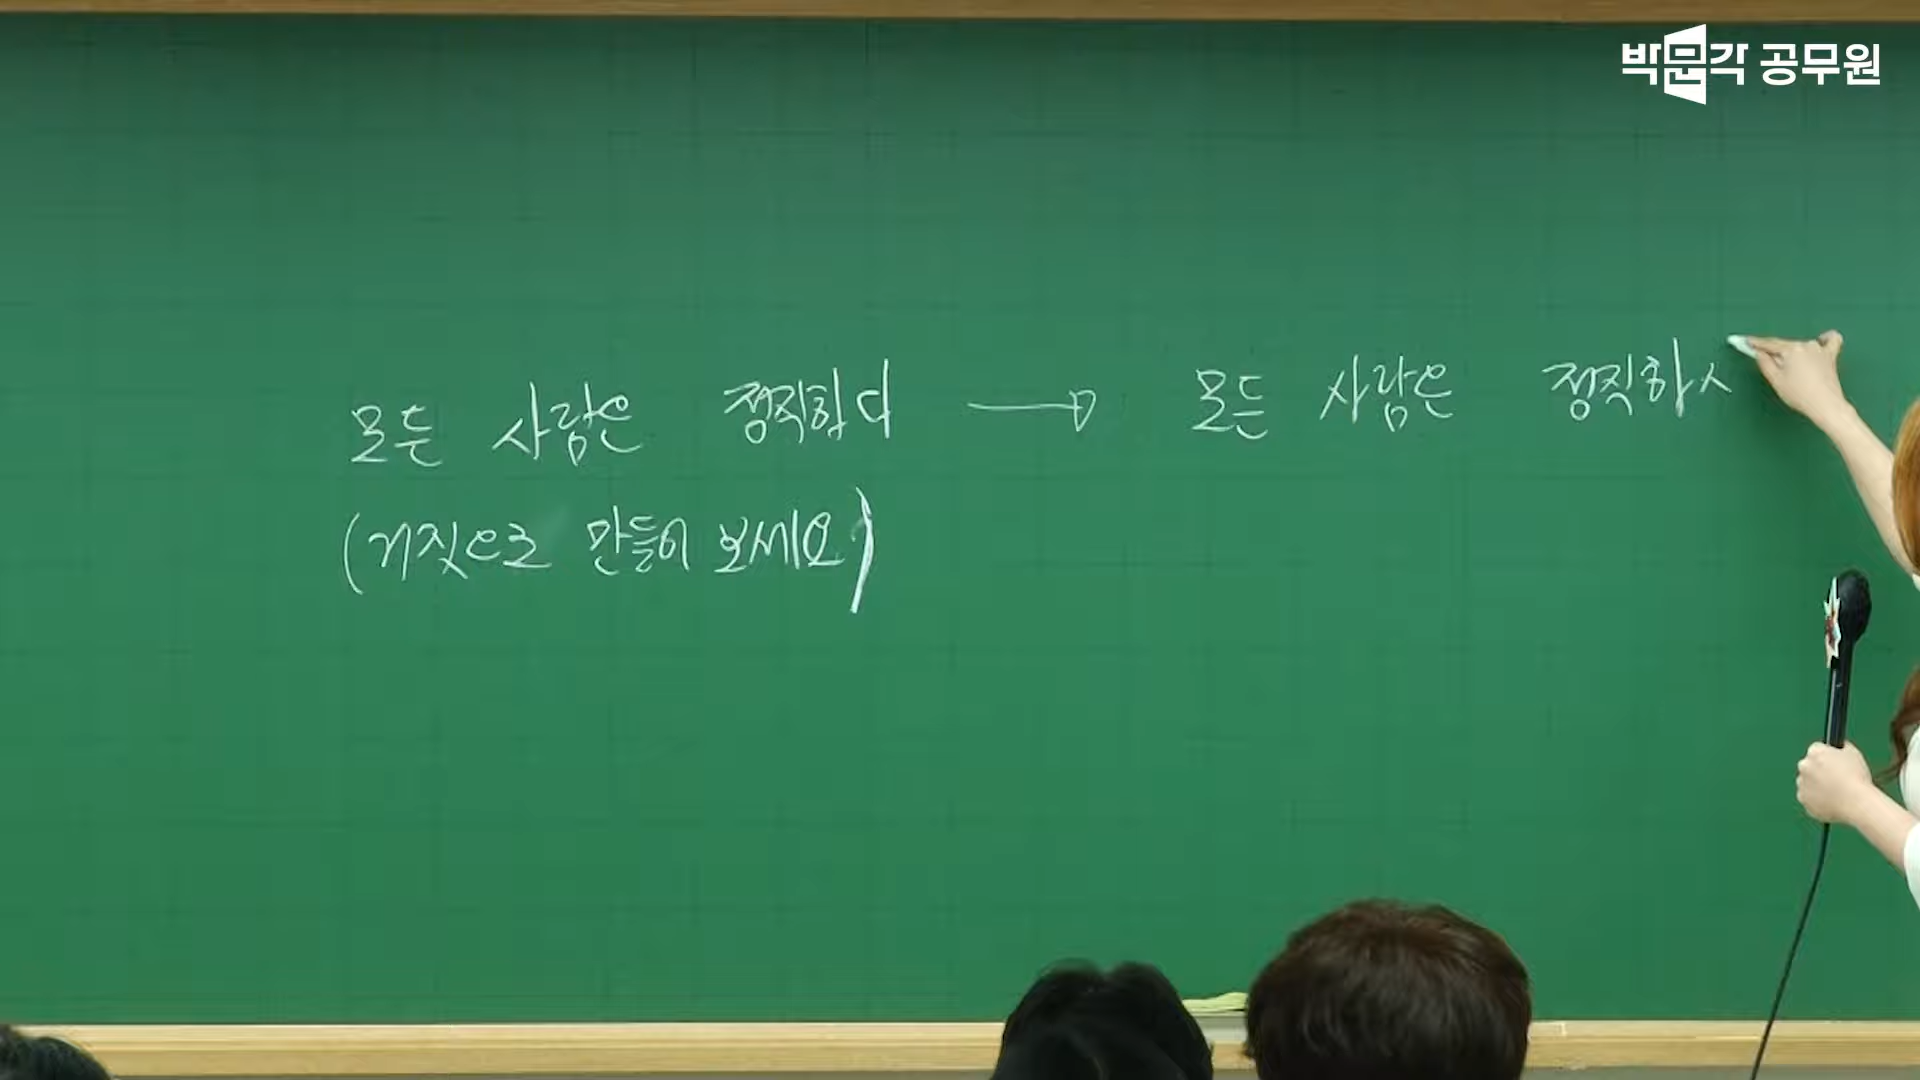 박문각 공무원
모든 사람은 정직하다 → 모든 사람은 정직하
(거짓으로 만들어 보세요)